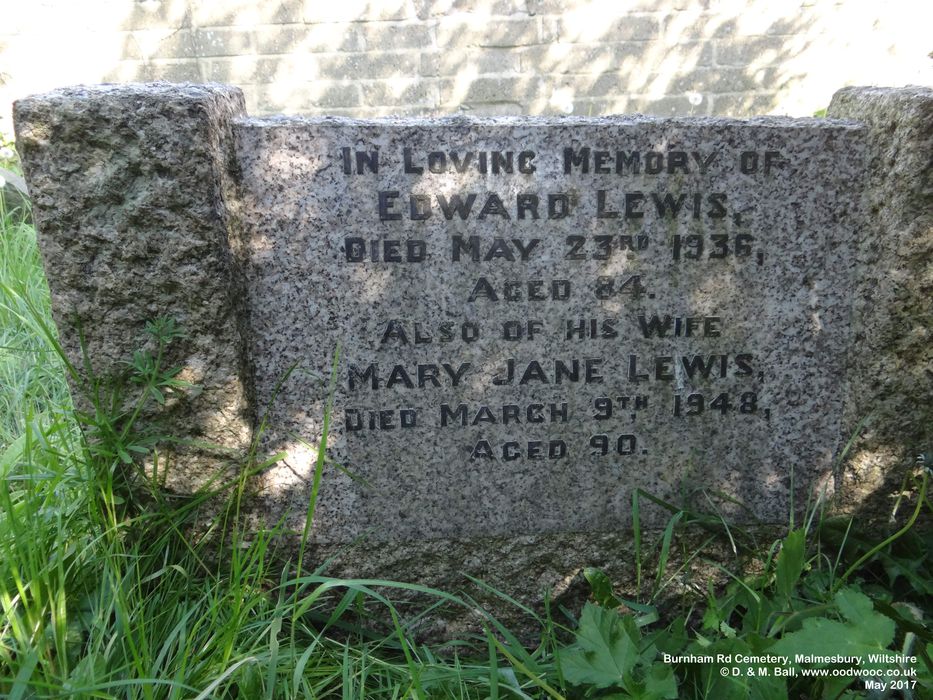 In Loving Memory of
Edward Lewis,
Died May 23rd 1936,
Aged 84.
Also of his Wife
Mary Jane Lewis,
Died March 9th 1948,
Aged 90.
Burnham Rd Cemetery, Malmesbury, Wiltshire
© D. & M. Ball, www.oodwooc.co.uk
May 2017